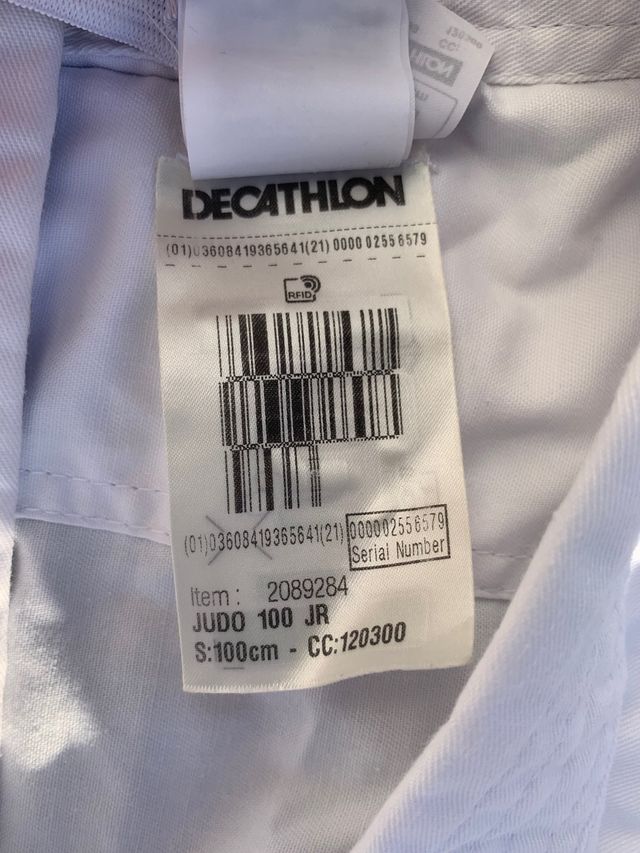 CC:
DECATHLON
(01)03608419365641(21) 000002556579
RFID
(01)03608419365641(21) 000002556579
Serial Number
Item : 2089284
JUDO 100 JR
S:100cm - CC:120300